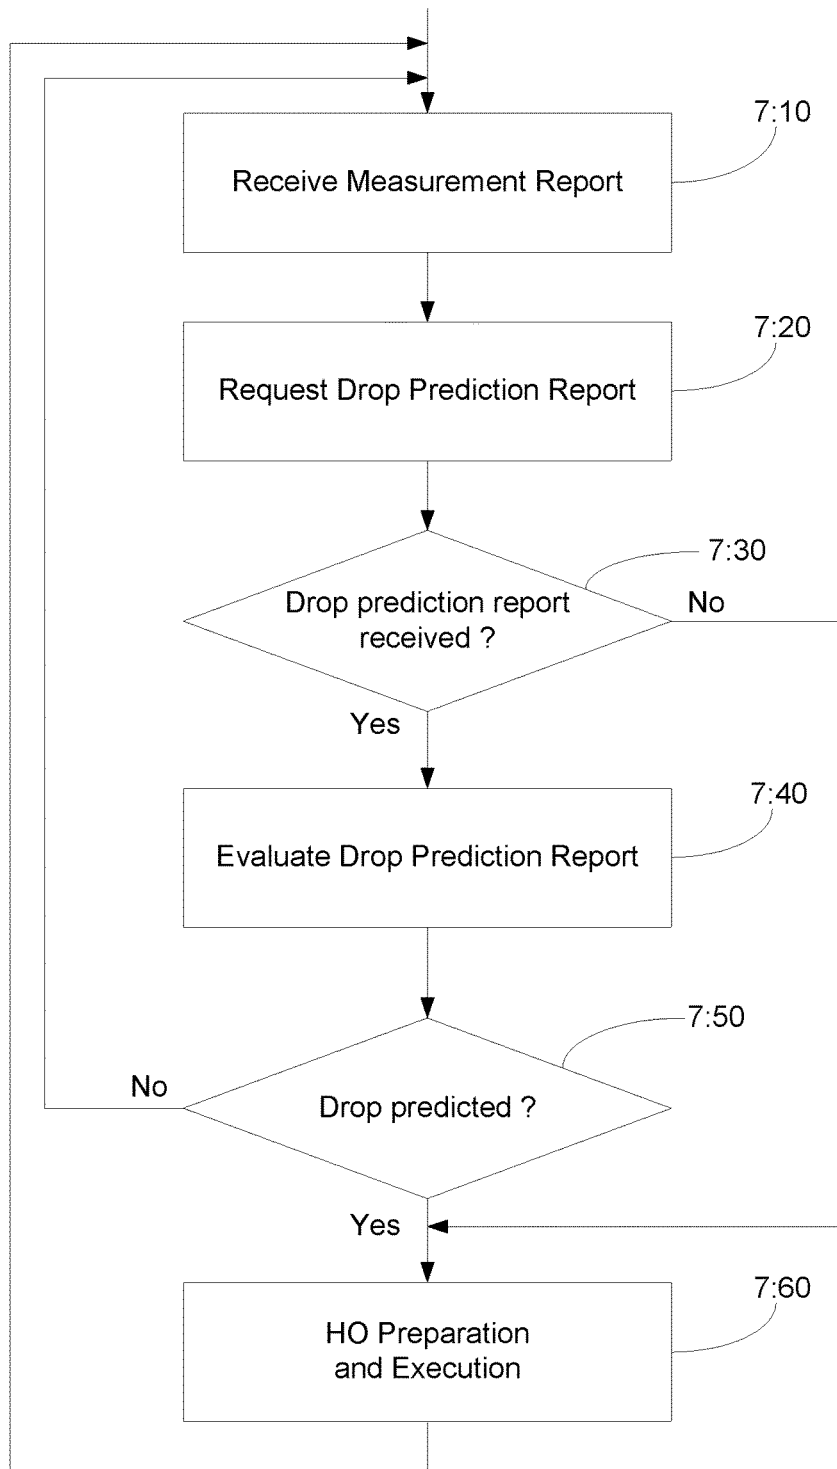 7:10
Receive Measurement Report
7:20
Request Drop Prediction Report
7:30
Drop prediction report
received ?
No
Yes
7:40
Evaluate Drop Prediction Report
7:50
No
Drop predicted ?
Yes
7:60
HO Preparation
and Execution